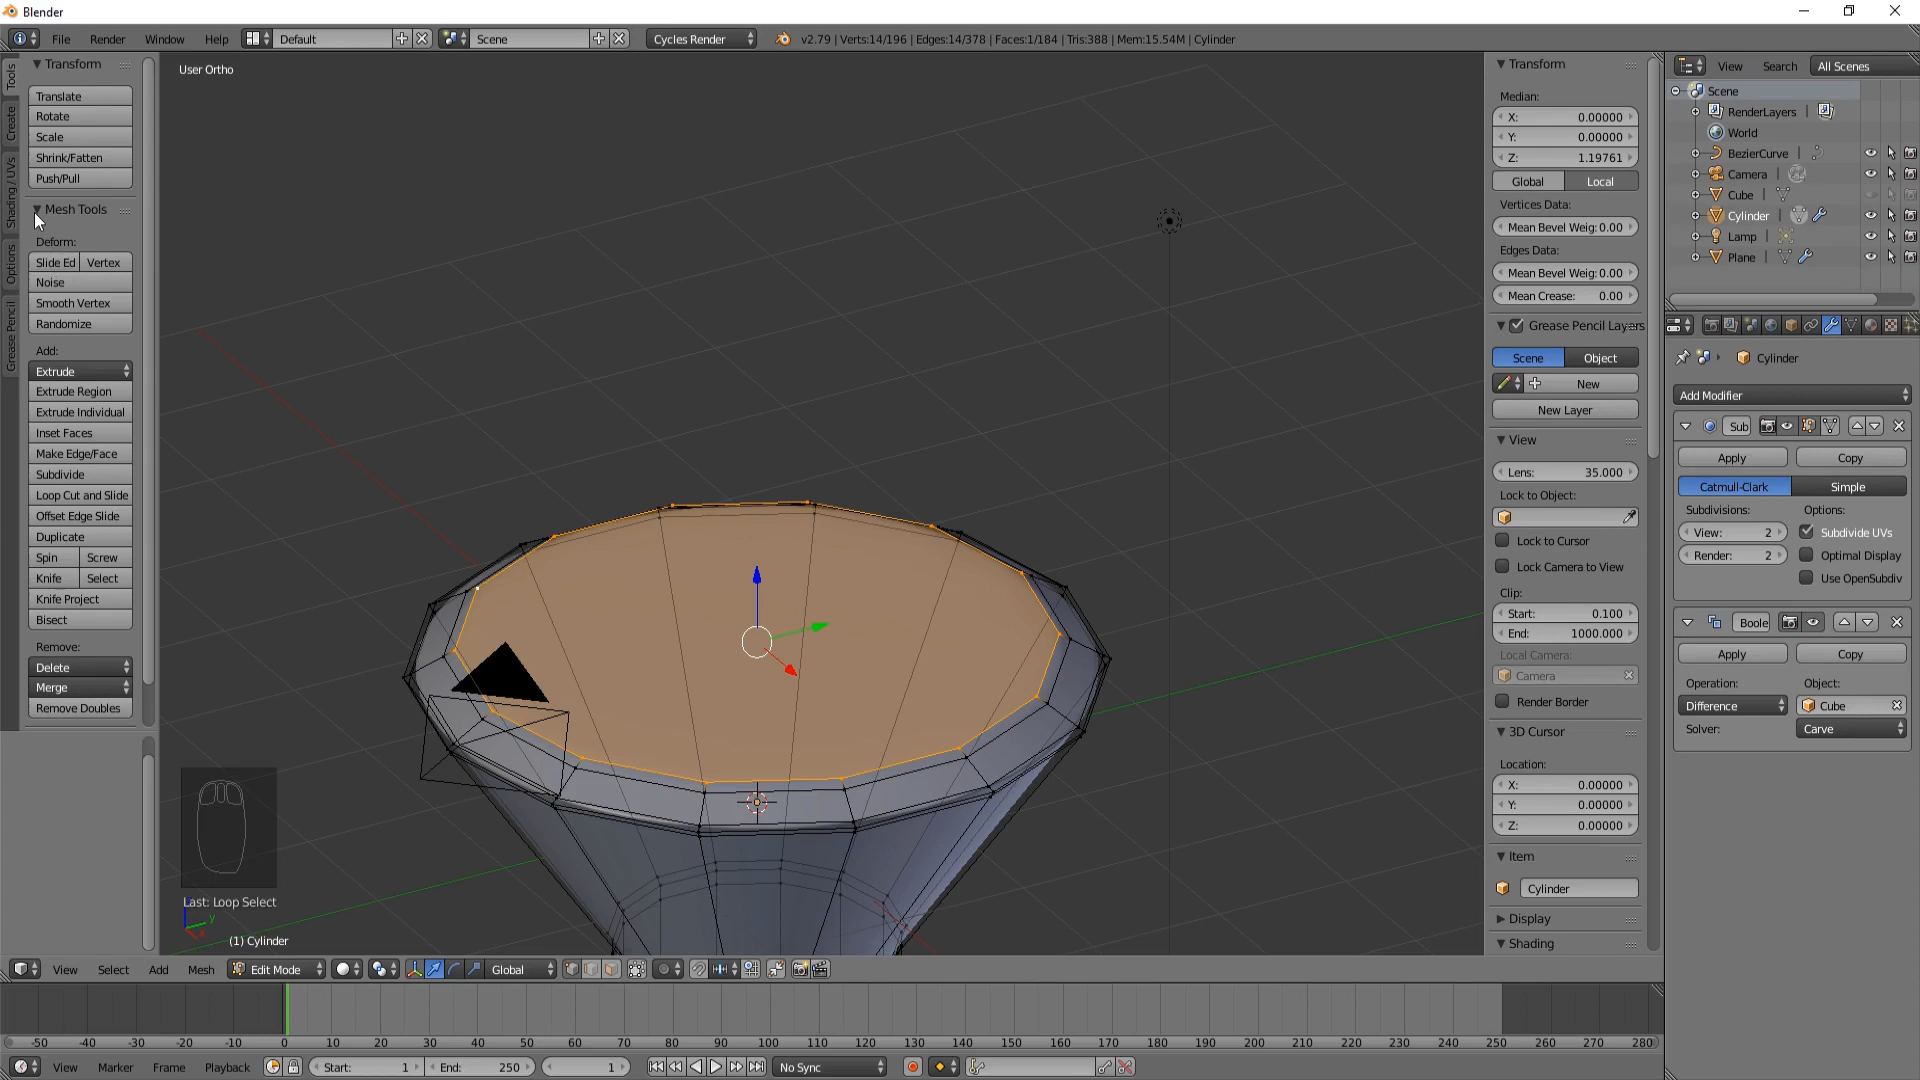 Blender
File Render Window Help Default Scene Cycles Render v2.79 | Verts:14/196 | Edges:14/378 | Faces:1/184 | Tris:388 | Mem:15.54M | Cylinder
Tools
Create
Shading / UVs
Options
Grease Pencil
Transform
Translate
Rotate
Scale
Shrink/Fatten
Push/Pull
Mesh Tools
Deform:
Slide Ed Vertex
Noise
Smooth Vertex
Randomize
Add:
Extrude
Extrude Region
Extrude Individual
Inset Faces
Make Edge/Face
Subdivide
Loop Cut and Slide
Offset Edge Slide
Duplicate
Spin Screw
Knife Select
Knife Project
Bisect
Remove:
Delete
Merge
Remove Doubles
User Ortho
Last: Loop Select
y
(1) Cylinder
Transform
Median:
X: 0.00000
Y: 0.00000
Z: 1.19761
Global Local
Vertices Data:
Mean Bevel Weig: 0.00
Edges Data:
Mean Bevel Weig: 0.00
Mean Crease: 0.00
Grease Pencil Layers
Scene Object
New
New Layer
View
Lens: 35.000
Lock to Object:
Lock to Cursor
Lock Camera to View
Clip:
Start: 0.100
End: 1000.000
Local Camera:
Camera
Render Border
3D Cursor
Location:
X: 0.00000
Y: 0.00000
Z: 0.00000
Item
Cylinder
Display
Shading
View Search All Scenes
Scene
RenderLayers |
World
BezierCurve |
Camera |
Cube |
Cylinder |
Lamp |
Plane |
Cylinder
Add Modifier
Sub
Apply Copy
Catmull-Clark Simple
Subdivisions: Options:
View: 2 Subdivide UVs
Render: 2 Optimal Display
Use OpenSubdiv
Boole
Apply Copy
Operation: Object:
Difference Cube
Solver: Carve
View Select Add Mesh Edit Mode Global
-50 -40 -30 -20 -10 0 10 20 30 40 50 60 70 80 90 100 110 120 130 140 150 160 170 180 190 200 210 220 230 240 250 260 270 280
View Marker Frame Playback Start: 1 End: 250 1 No Sync